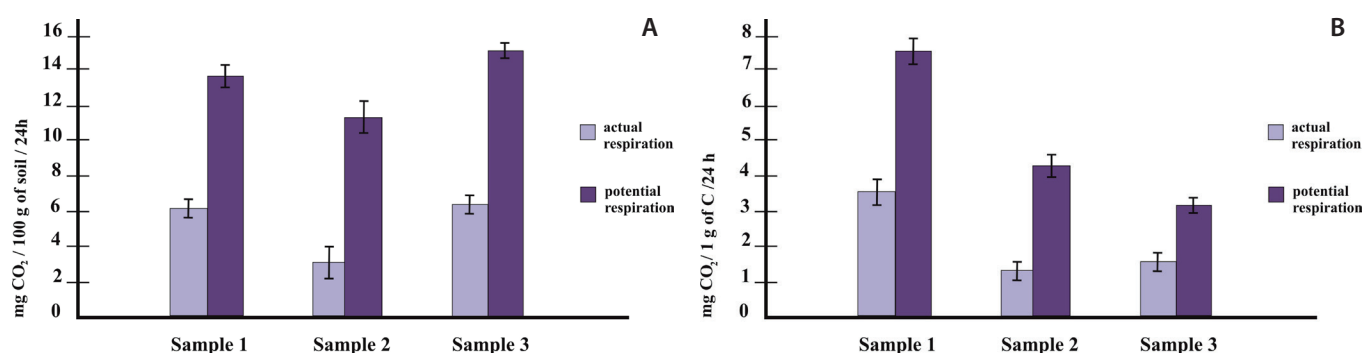 A
mg CO₂ / 100 g of soil / 24h
16
14
12
10
8
6
4
2
0
Sample 1 Sample 2 Sample 3
actual
respiration
potential
respiration
B
mg CO₂ / 1 g of C /24 h
8
7
6
5
4
3
2
1
0
Sample 1 Sample 2 Sample 3
actual
respiration
potential
respiration